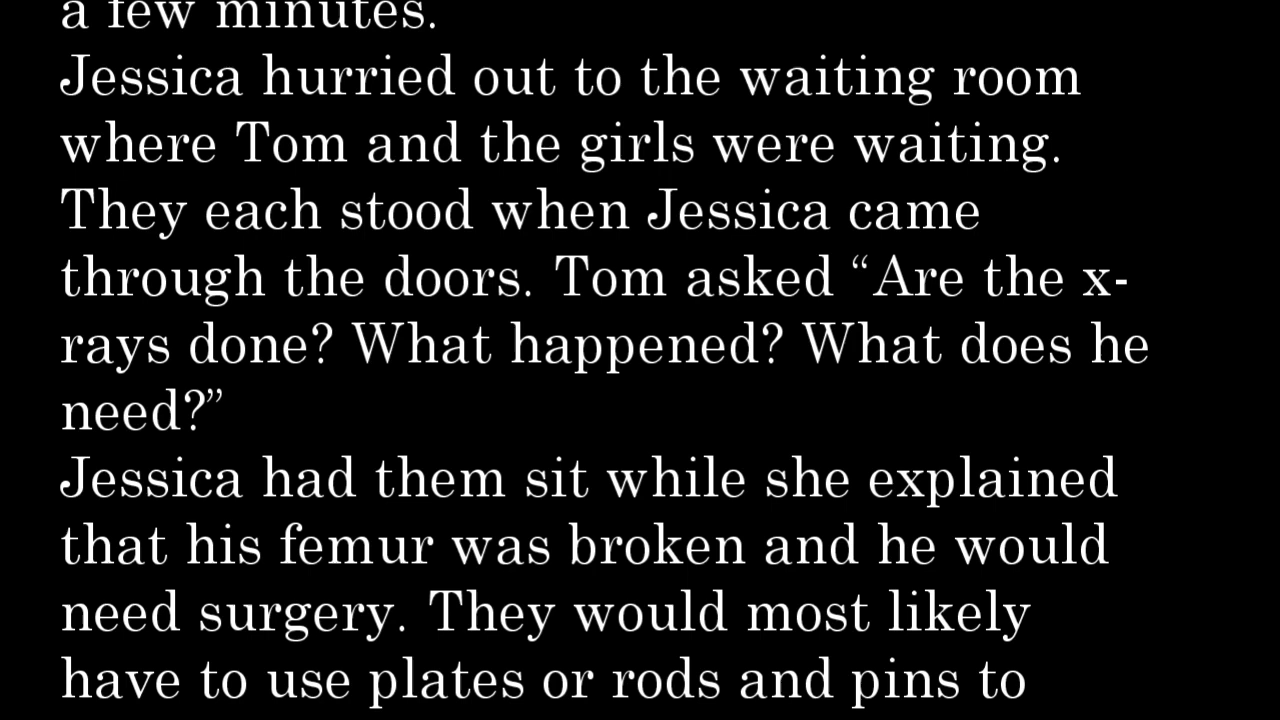 a few minutes.
Jessica hurried out to the waiting room
where Tom and the girls were waiting.
They each stood when Jessica came
through the doors. Tom asked “Are the x-
rays done? What happened? What does he
need?”
Jessica had them sit while she explained
that his femur was broken and he would
need surgery. They would most likely
have to use plates or rods and pins to